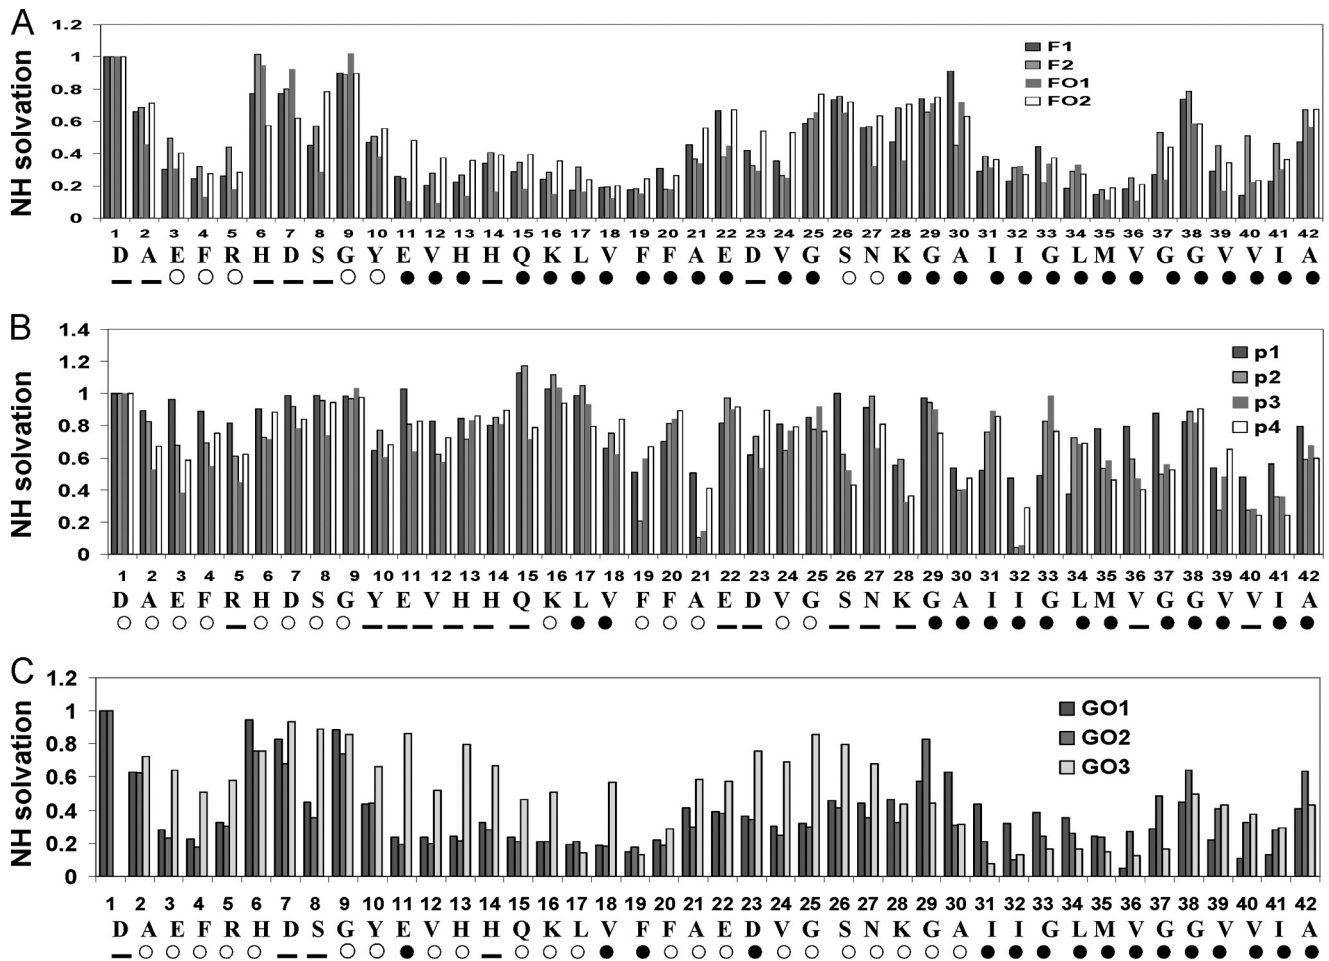 A
NH solvation
1.2
1
0.8
0.6
0.4
0.2
0
F1
F2
FO1
FO2
1 2 3 4 5 6 7 8 9 10 11 12 13 14 15 16 17 18 19 20 21 22 23 24 25 26 27 28 29 30 31 32 33 34 35 36 37 38 39 40 41 42
D A E F R H D S G Y E V H H Q K L V F F A E D V G S N K G A I I G L M V G G V V I A
B
NH solvation
1.4
1.2
1
0.8
0.6
0.4
0.2
0
p1
p2
p3
p4
1 2 3 4 5 6 7 8 9 10 11 12 13 14 15 16 17 18 19 20 21 22 23 24 25 26 27 28 29 30 31 32 33 34 35 36 37 38 39 40 41 42
D A E F R H D S G Y E V H H Q K L V F F A E D V G S N K G A I I G L M V G G V V I A
C
NH solvation
1.2
1
0.8
0.6
0.4
0.2
0
GO1
GO2
GO3
1 2 3 4 5 6 7 8 9 10 11 12 13 14 15 16 17 18 19 20 21 22 23 24 25 26 27 28 29 30 31 32 33 34 35 36 37 38 39 40 41 42
D A E F R H D S G Y E V H H Q K L V F F A E D V G S N K G A I I G L M V G G V V I A